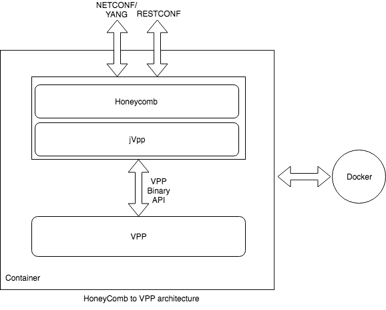 NETCONF/
YANG
RESTCONF
Honeycomb
jVpp
VPP
Binary
API
VPP
Docker
Container
HoneyComb to VPP architecture